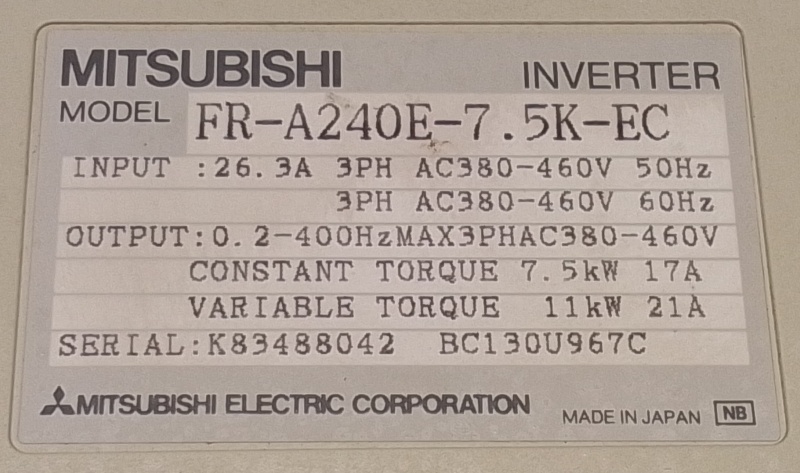 MITSUBISHI INVERTER
MODEL FR-A240E-7.5K-EC
INPUT :26.3A 3PH AC380-460V 50Hz
3PH AC380-460V 60Hz
OUTPUT:0.2-400HzMAX3PHAC380-460V
CONSTANT TORQUE 7.5kW 17A
VARIABLE TORQUE 11kW 21A
SERIAL:K83488042 BC130U967C
MITSUBISHI ELECTRIC CORPORATION MADE IN JAPAN NB